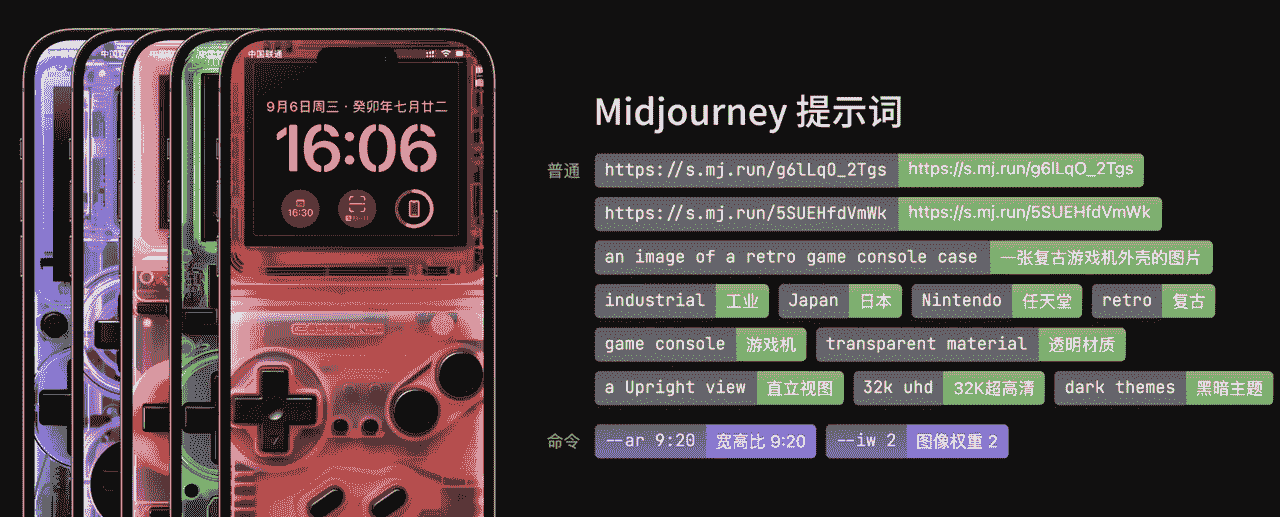 中国联通
9月6日周三 · 癸卯年七月廿二
16:06
16:30
Midjourney 提示词
普通 https://s.mj.run/g6lLqO_2Tgs https://s.mj.run/g6lLqO_2Tgs
https://s.mj.run/5SUEHfdVmWk https://s.mj.run/5SUEHfdVmWk
an image of a retro game console case 一张复古游戏机外壳的图片
industrial 工业 Japan 日本 Nintendo 任天堂 retro 复古
game console 游戏机 transparent material 透明材质
a Upright view 直立视图 32k uhd 32K超高清 dark themes 黑暗主题
命令 --ar 9:20 宽高比 9:20 --iw 2 图像权重 2